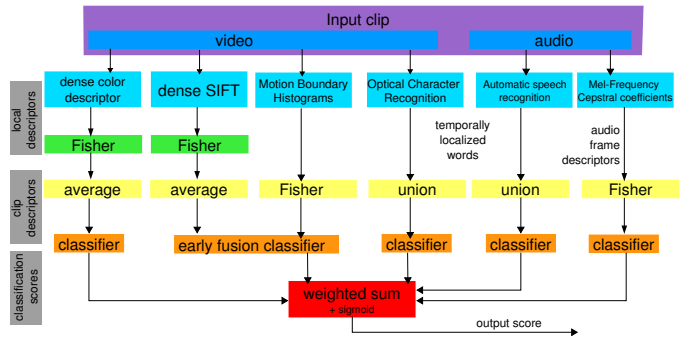 Input clip
video
audio
local
descriptors
dense color
descriptor
dense SIFT
Motion Boundary
Histograms
Optical Character
Recognition
Automatic speech
recognition
Mel-Frequency
Cepstral coefficients
temporally
localized
words
audio
frame
descriptors
Fisher
Fisher
clip
descriptors
average
average
Fisher
union
union
Fisher
classifier
early fusion classifier
classifier
classifier
classifier
classification
scores
weighted sum
+ sigmoid
output score